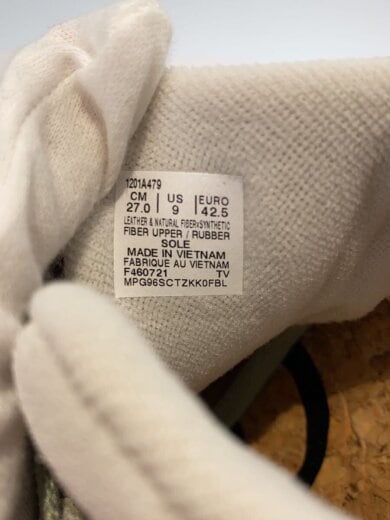 1201A479
CM | US | EURO
27.0 | 9 | 42.5
LEATHER & NATURAL FIBER×SYNTHETIC
FIBER UPPER / RUBBER
SOLE
MADE IN VIETNAM
FABRIQUE AU VIETNAM
F460721 TV
MPG96SCTZKK0FBL